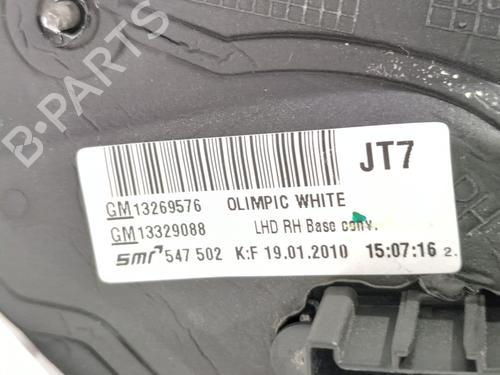 JT7
GM13269576 OLIMPIC WHITE
GM13329088 LHD RH Base conv.
smr 547 502 K:F 19.01.2010 15:07:16 2.
B-PARTS